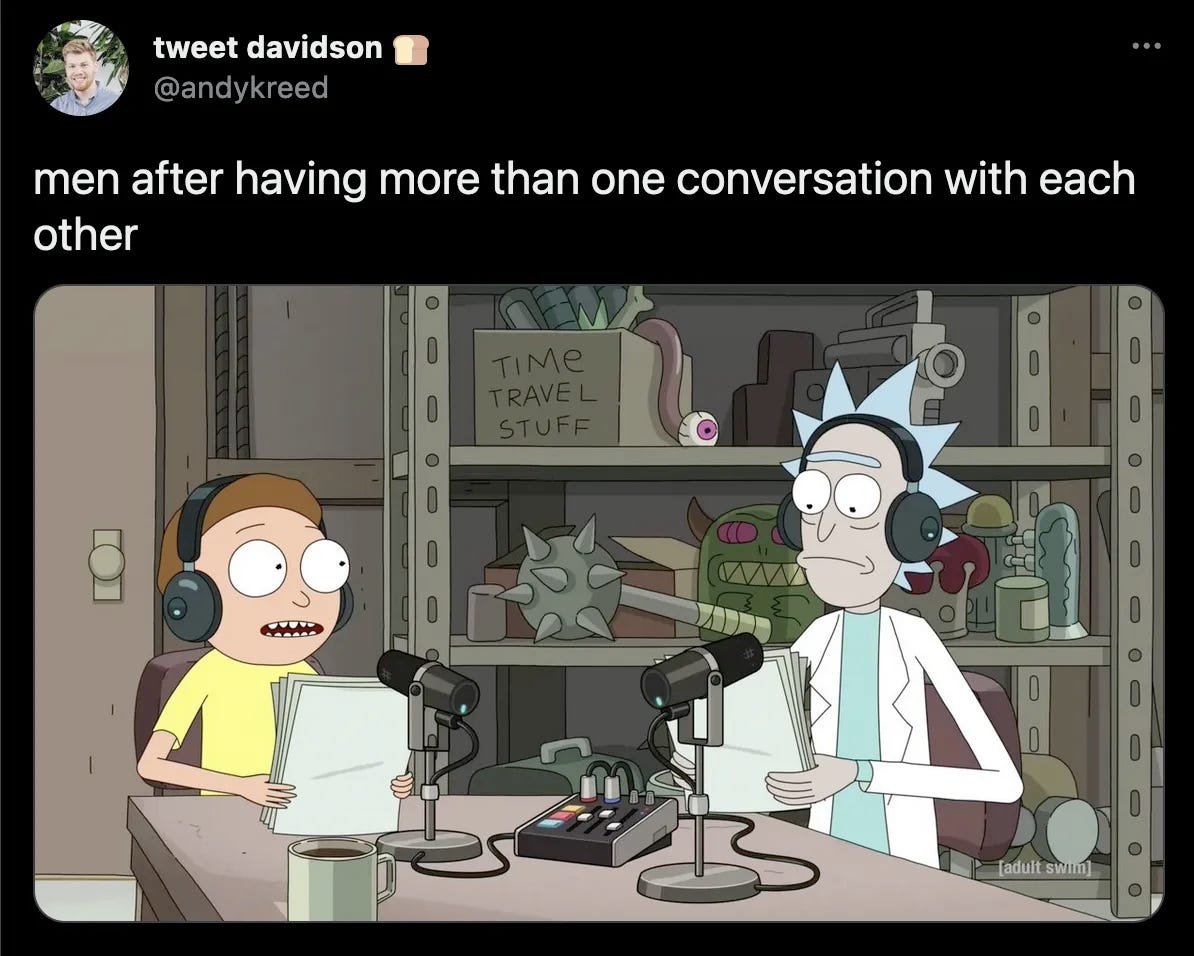 tweet davidson
@andykreed
men after having more than one conversation with each
other
TIME
TRAVEL
STUFF
[adult swim]